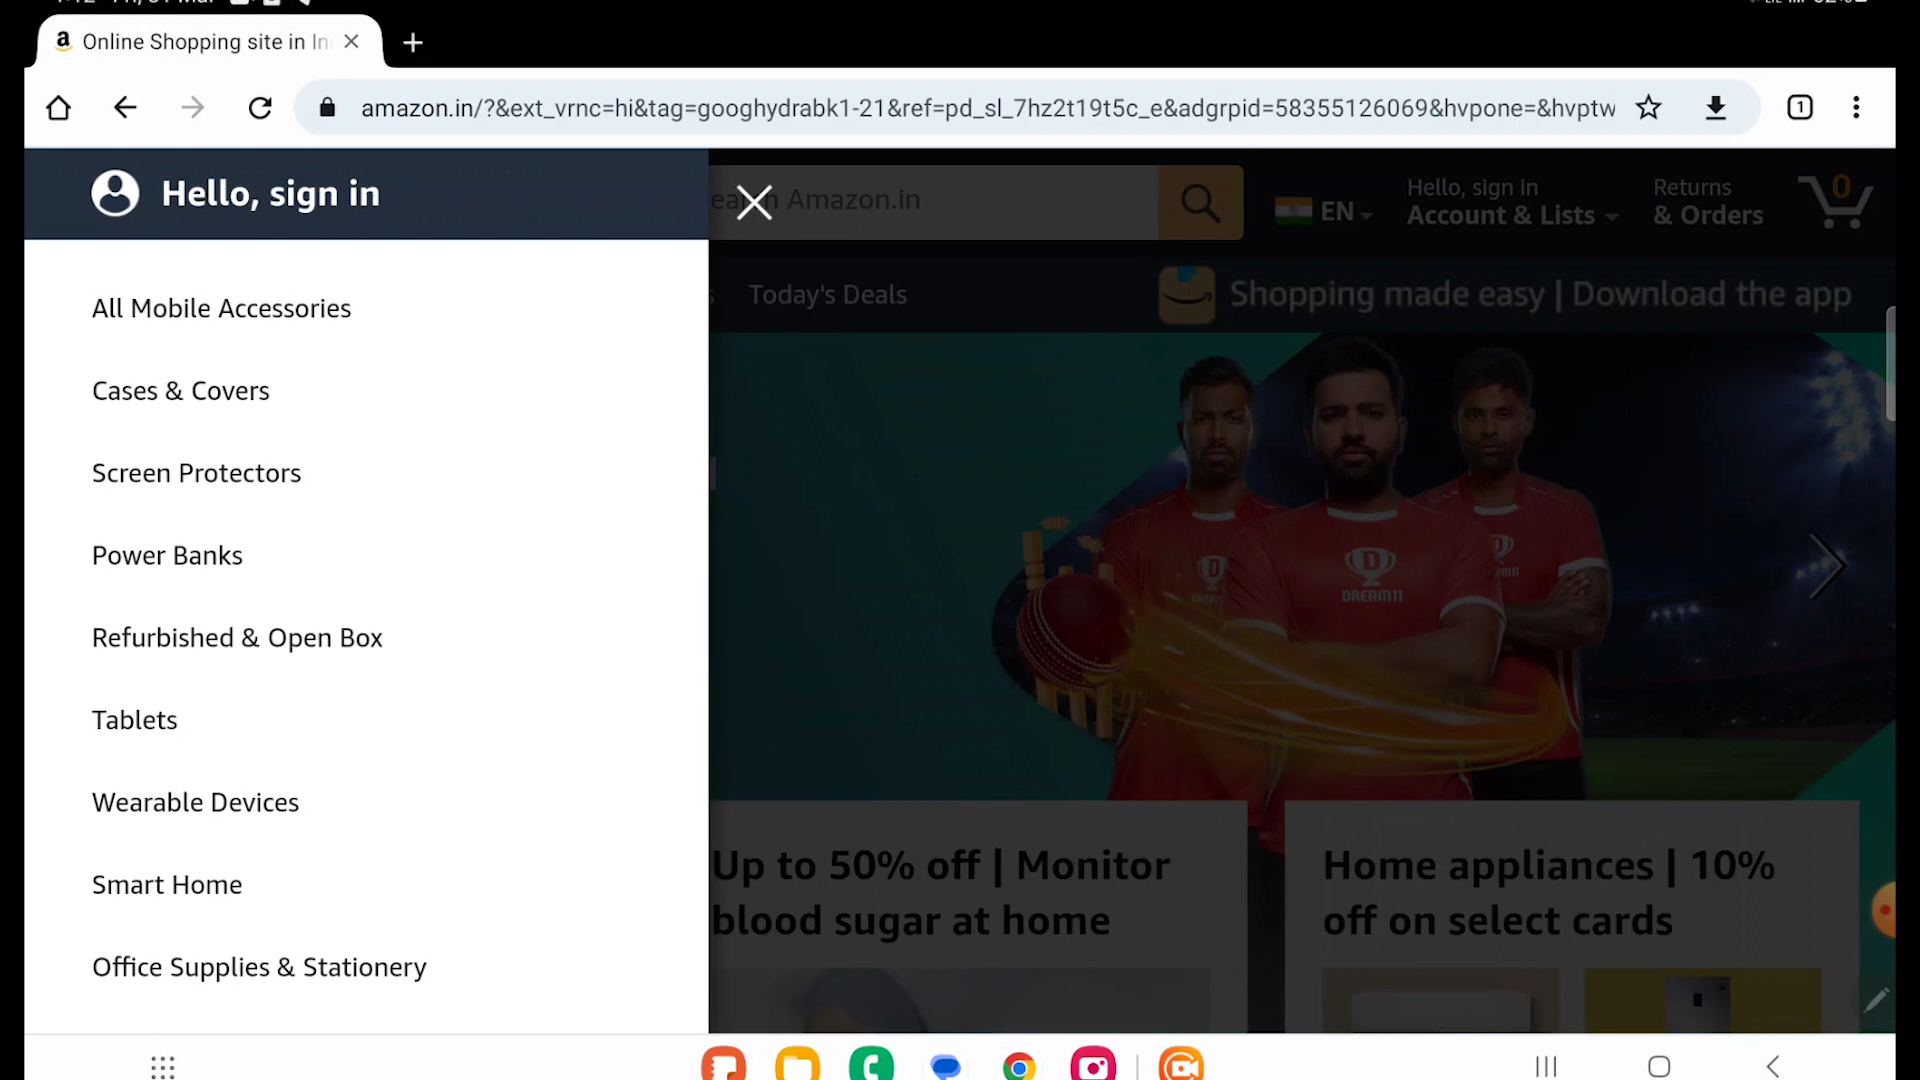 Online Shopping site in In
1
amazon.in/?&ext_vrnc=hi&tag=googhydrabk1-21&ref=pd_sl_7hz2t19t5c_e&adgrpid=58355126069&hvpone=&hvptw
Hello, sign in
Amazon.in
EN
Hello, sign in
Account & Lists
Returns
& Orders
0
Today's Deals
Shopping made easy | Download the app
All Mobile Accessories
Cases & Covers
Screen Protectors
Power Banks
Refurbished & Open Box
Tablets
Wearable Devices
Smart Home
Office Supplies & Stationery
DREAM11
Up to 50% off | Monitor
blood sugar at home
Home appliances | 10%
off on select cards